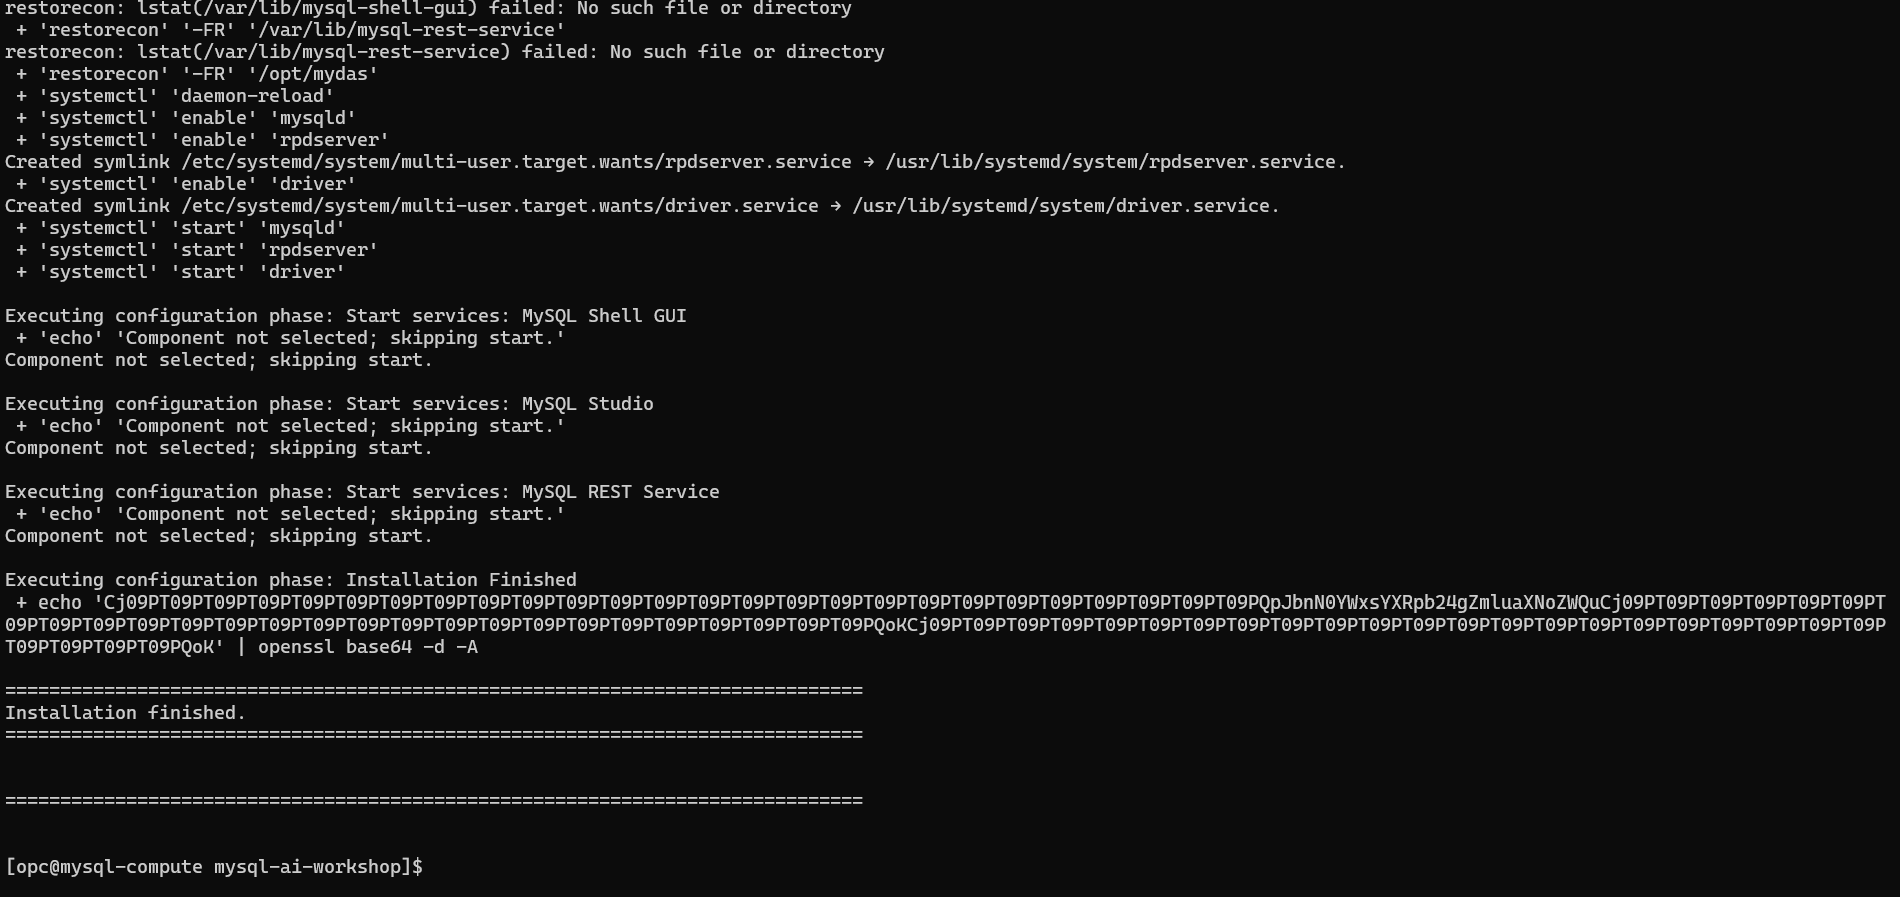 restorecon: lstat(/var/lib/mysql-shell-gui) failed: No such file or directory
 + 'restorecon' '-FR' '/var/lib/mysql-rest-service'
restorecon: lstat(/var/lib/mysql-rest-service) failed: No such file or directory
 + 'restorecon' '-FR' '/opt/mydas'
 + 'systemctl' 'daemon-reload'
 + 'systemctl' 'enable' 'mysqld'
 + 'systemctl' 'enable' 'rpdserver'
Created symlink /etc/systemd/system/multi-user.target.wants/rpdserver.service → /usr/lib/systemd/system/rpdserver.service.
 + 'systemctl' 'enable' 'driver'
Created symlink /etc/systemd/system/multi-user.target.wants/driver.service → /usr/lib/systemd/system/driver.service.
 + 'systemctl' 'start' 'mysqld'
 + 'systemctl' 'start' 'rpdserver'
 + 'systemctl' 'start' 'driver'

Executing configuration phase: Start services: MySQL Shell GUI
 + 'echo' 'Component not selected; skipping start.'
Component not selected; skipping start.

Executing configuration phase: Start services: MySQL Studio
 + 'echo' 'Component not selected; skipping start.'
Component not selected; skipping start.

Executing configuration phase: Start services: MySQL REST Service
 + 'echo' 'Component not selected; skipping start.'
Component not selected; skipping start.

Executing configuration phase: Installation Finished
 + echo 'Cj09PT09PT09PT09PT09PT09PT09PT09PT09PT09PT09PT09PT09PT09PT09PT09PT09PT09PT09PT09PT09PT09PT09PT09PT09PT09PQpJbnN0YWxsYXRpb24gZmluaXNoZWQuCj09PT09PT09PT09PT09PT
09PT09PT09PT09PT09PT09PT09PT09PT09PT09PT09PT09PT09PT09PT09PT09PT09PT09PT09PT09PQoKCj09PT09PT09PT09PT09PT09PT09PT09PT09PT09PT09PT09PT09PT09PT09PT09PT09PT09PT09PT09PT09P
T09PT09PT09PT09PQoK' | openssl base64 -d -A

==============================================================================
Installation finished.
==============================================================================


==============================================================================


[opc@mysql-compute mysql-ai-workshop]$